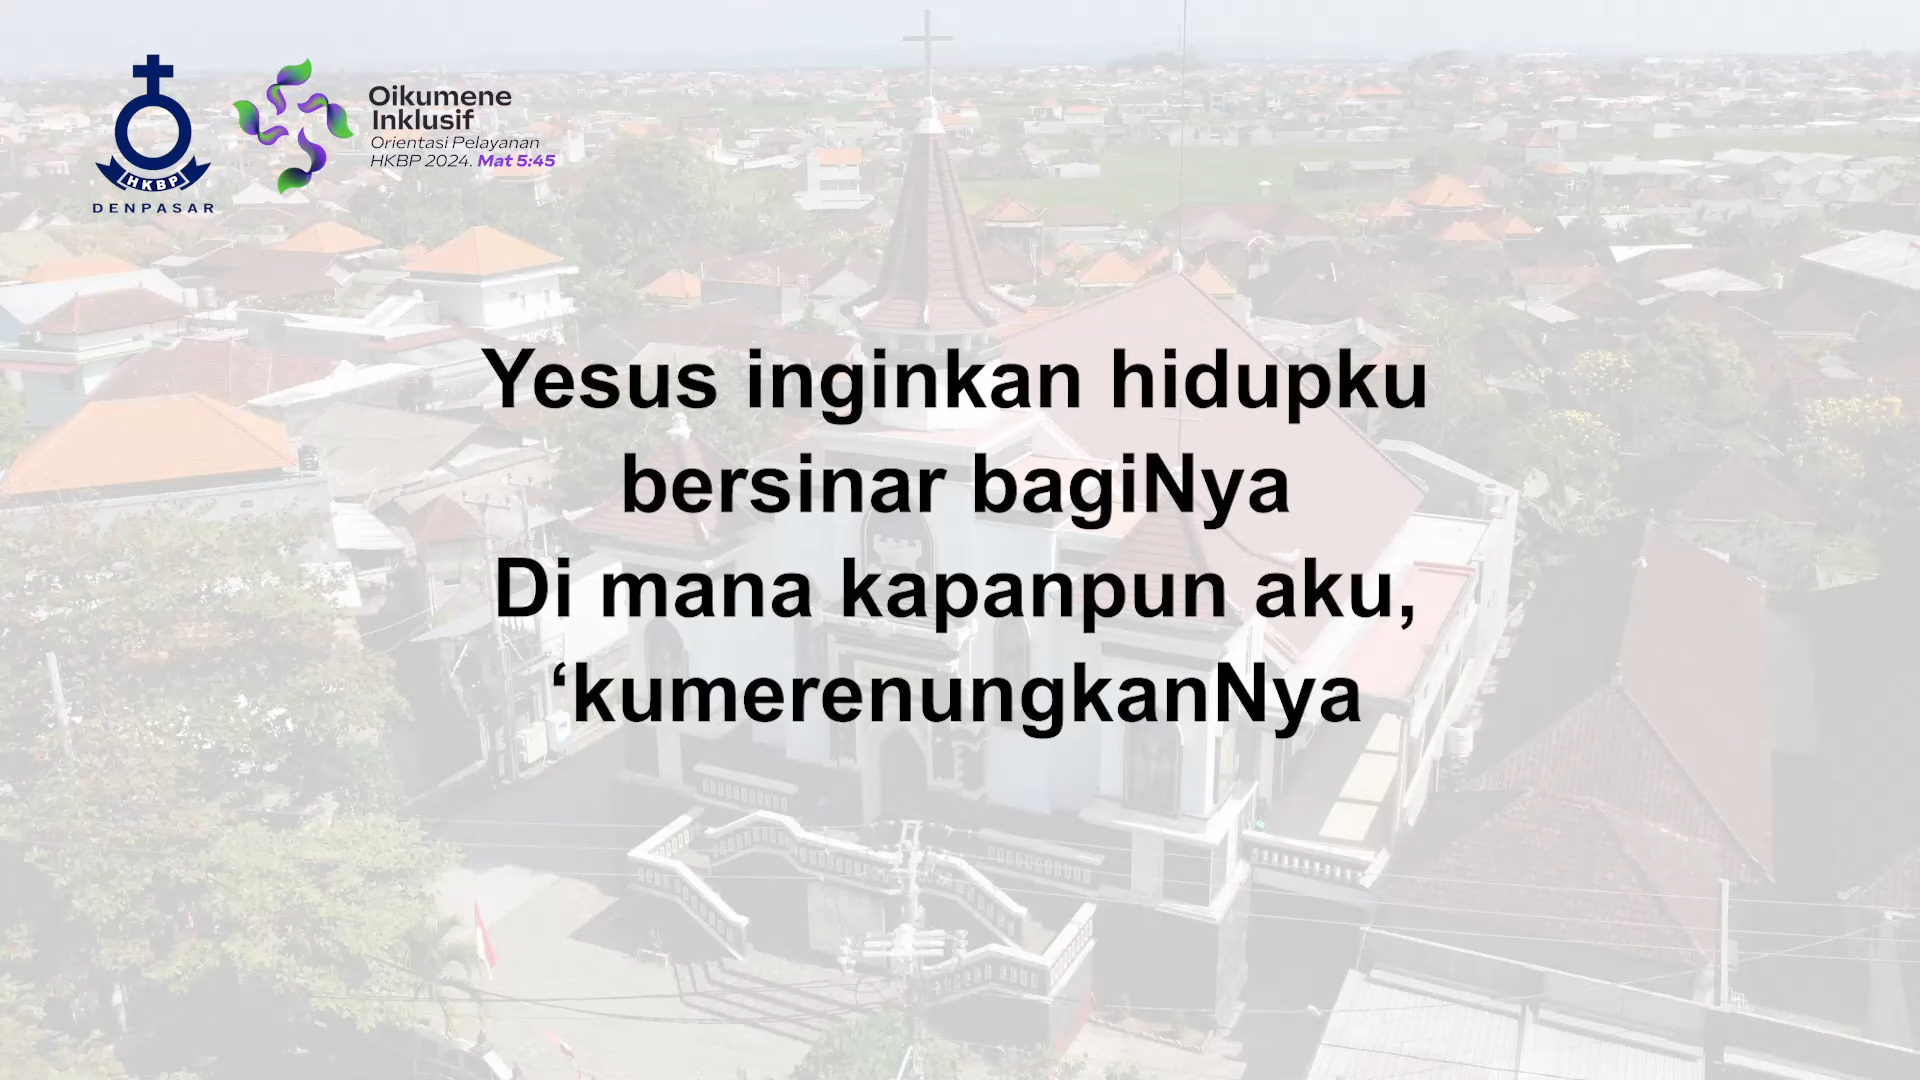 HKBP
DENPASAR
Oikumene
Inklusif
Orientasi Pelayanan
HKBP 2024. Mat 5:45
Yesus inginkan hidupku
bersinar bagiNya
Di mana kapanpun aku,
‘kumerenungkanNya